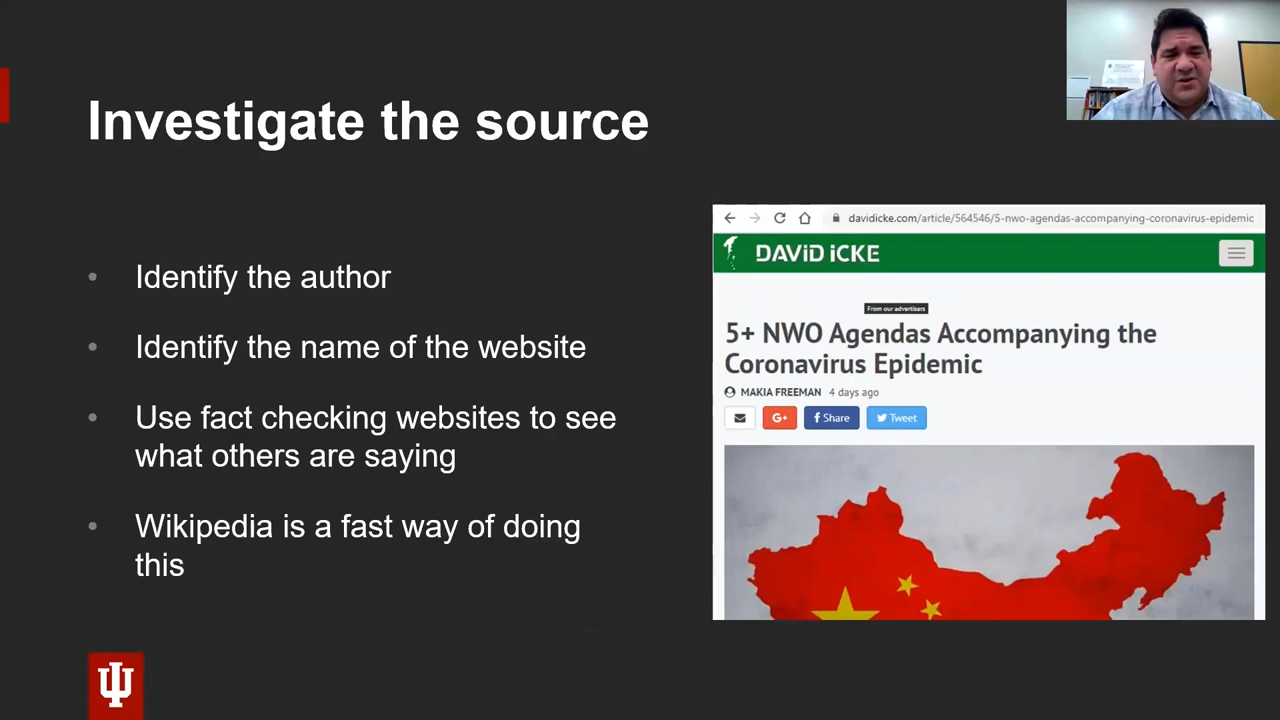 Investigate the source
Identify the author
Identify the name of the website
Use fact checking websites to see
what others are saying
Wikipedia is a fast way of doing
this
davidicke.com/article/564546/5-nwo-agendas-accompanying-coronavirus-epidemic
DAViD iCKE
From our advertisers
5+ NWO Agendas Accompanying the
Coronavirus Epidemic
MAKIA FREEMAN 4 days ago
G+ f Share Tweet